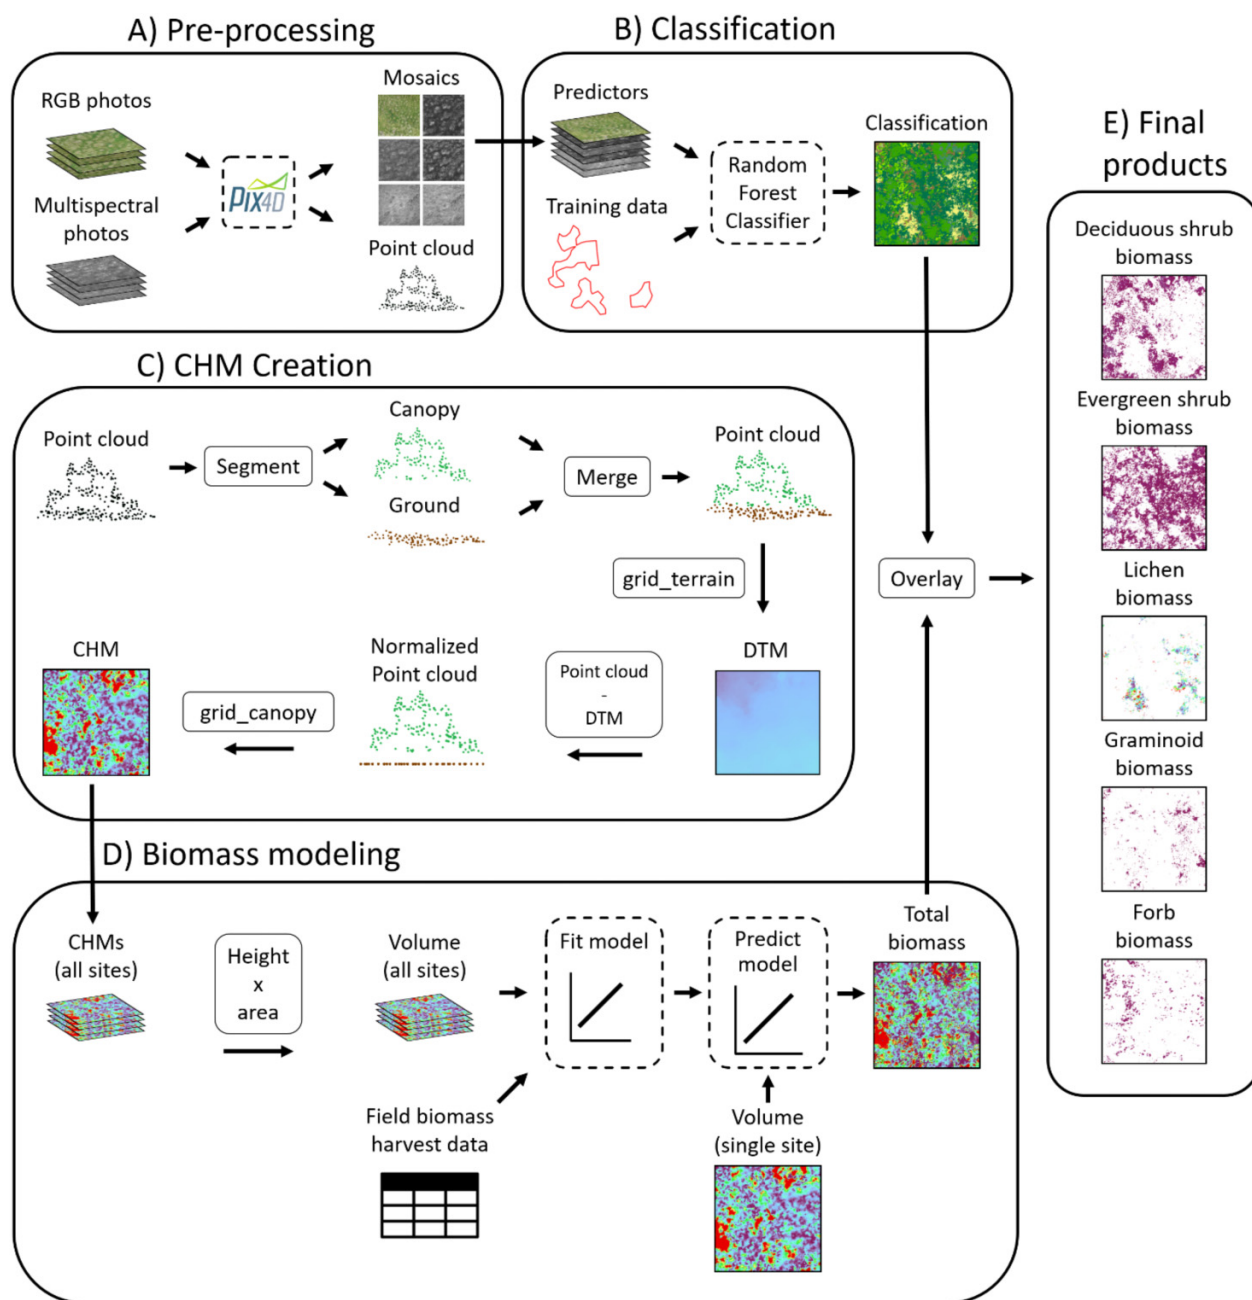 A) Pre-processing
RGB photos
Multispectral
photos
PIX4D
Mosaics
Point cloud
B) Classification
Predictors
Training data
Random
Forest
Classifier
Classification
C) CHM Creation
Point cloud
Segment
Canopy
Ground
Merge
Point cloud
grid_terrain
DTM
Point cloud
-
DTM
Normalized
Point cloud
grid_canopy
CHM
Overlay
D) Biomass modeling
CHMs
(all sites)
Height
x
area
Volume
(all sites)
Field biomass
harvest data
Fit model
Predict
model
Volume
(single site)
Total
biomass
E) Final
products
Deciduous shrub
biomass
Evergreen shrub
biomass
Lichen
biomass
Graminoid
biomass
Forb
biomass